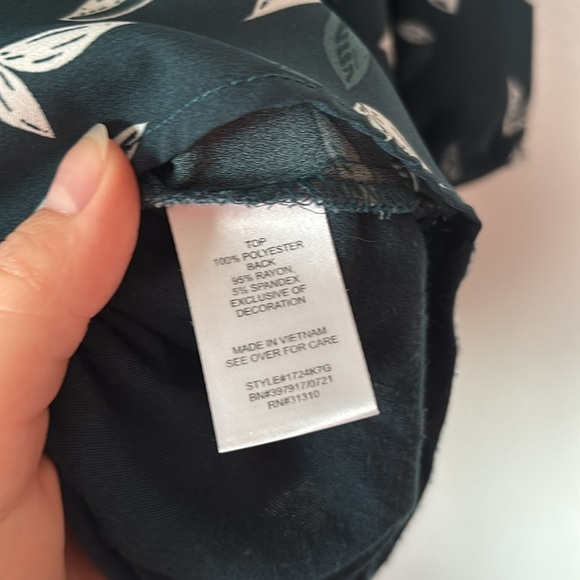 TOP
100% POLYESTER
BACK
95% RAYON,
5% SPANDEX
EXCLUSIVE OF
DECORATION
MADE IN VIETNAM
SEE OVER FOR CARE
STYLE#1724K7G
BN#397917/0721
RN#31310